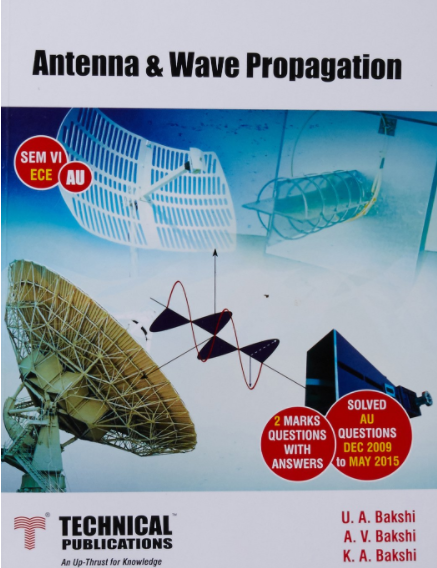 Antenna & Wave Propagation
SEM VI
ECE
AU
2 MARKS
QUESTIONS
WITH
ANSWERS
SOLVED
AU
QUESTIONS
DEC 2009
to MAY 2015
TECHNICAL™
PUBLICATIONS
An Up-Thrust for Knowledge
U. A. Bakshi
A. V. Bakshi
K. A. Bakshi